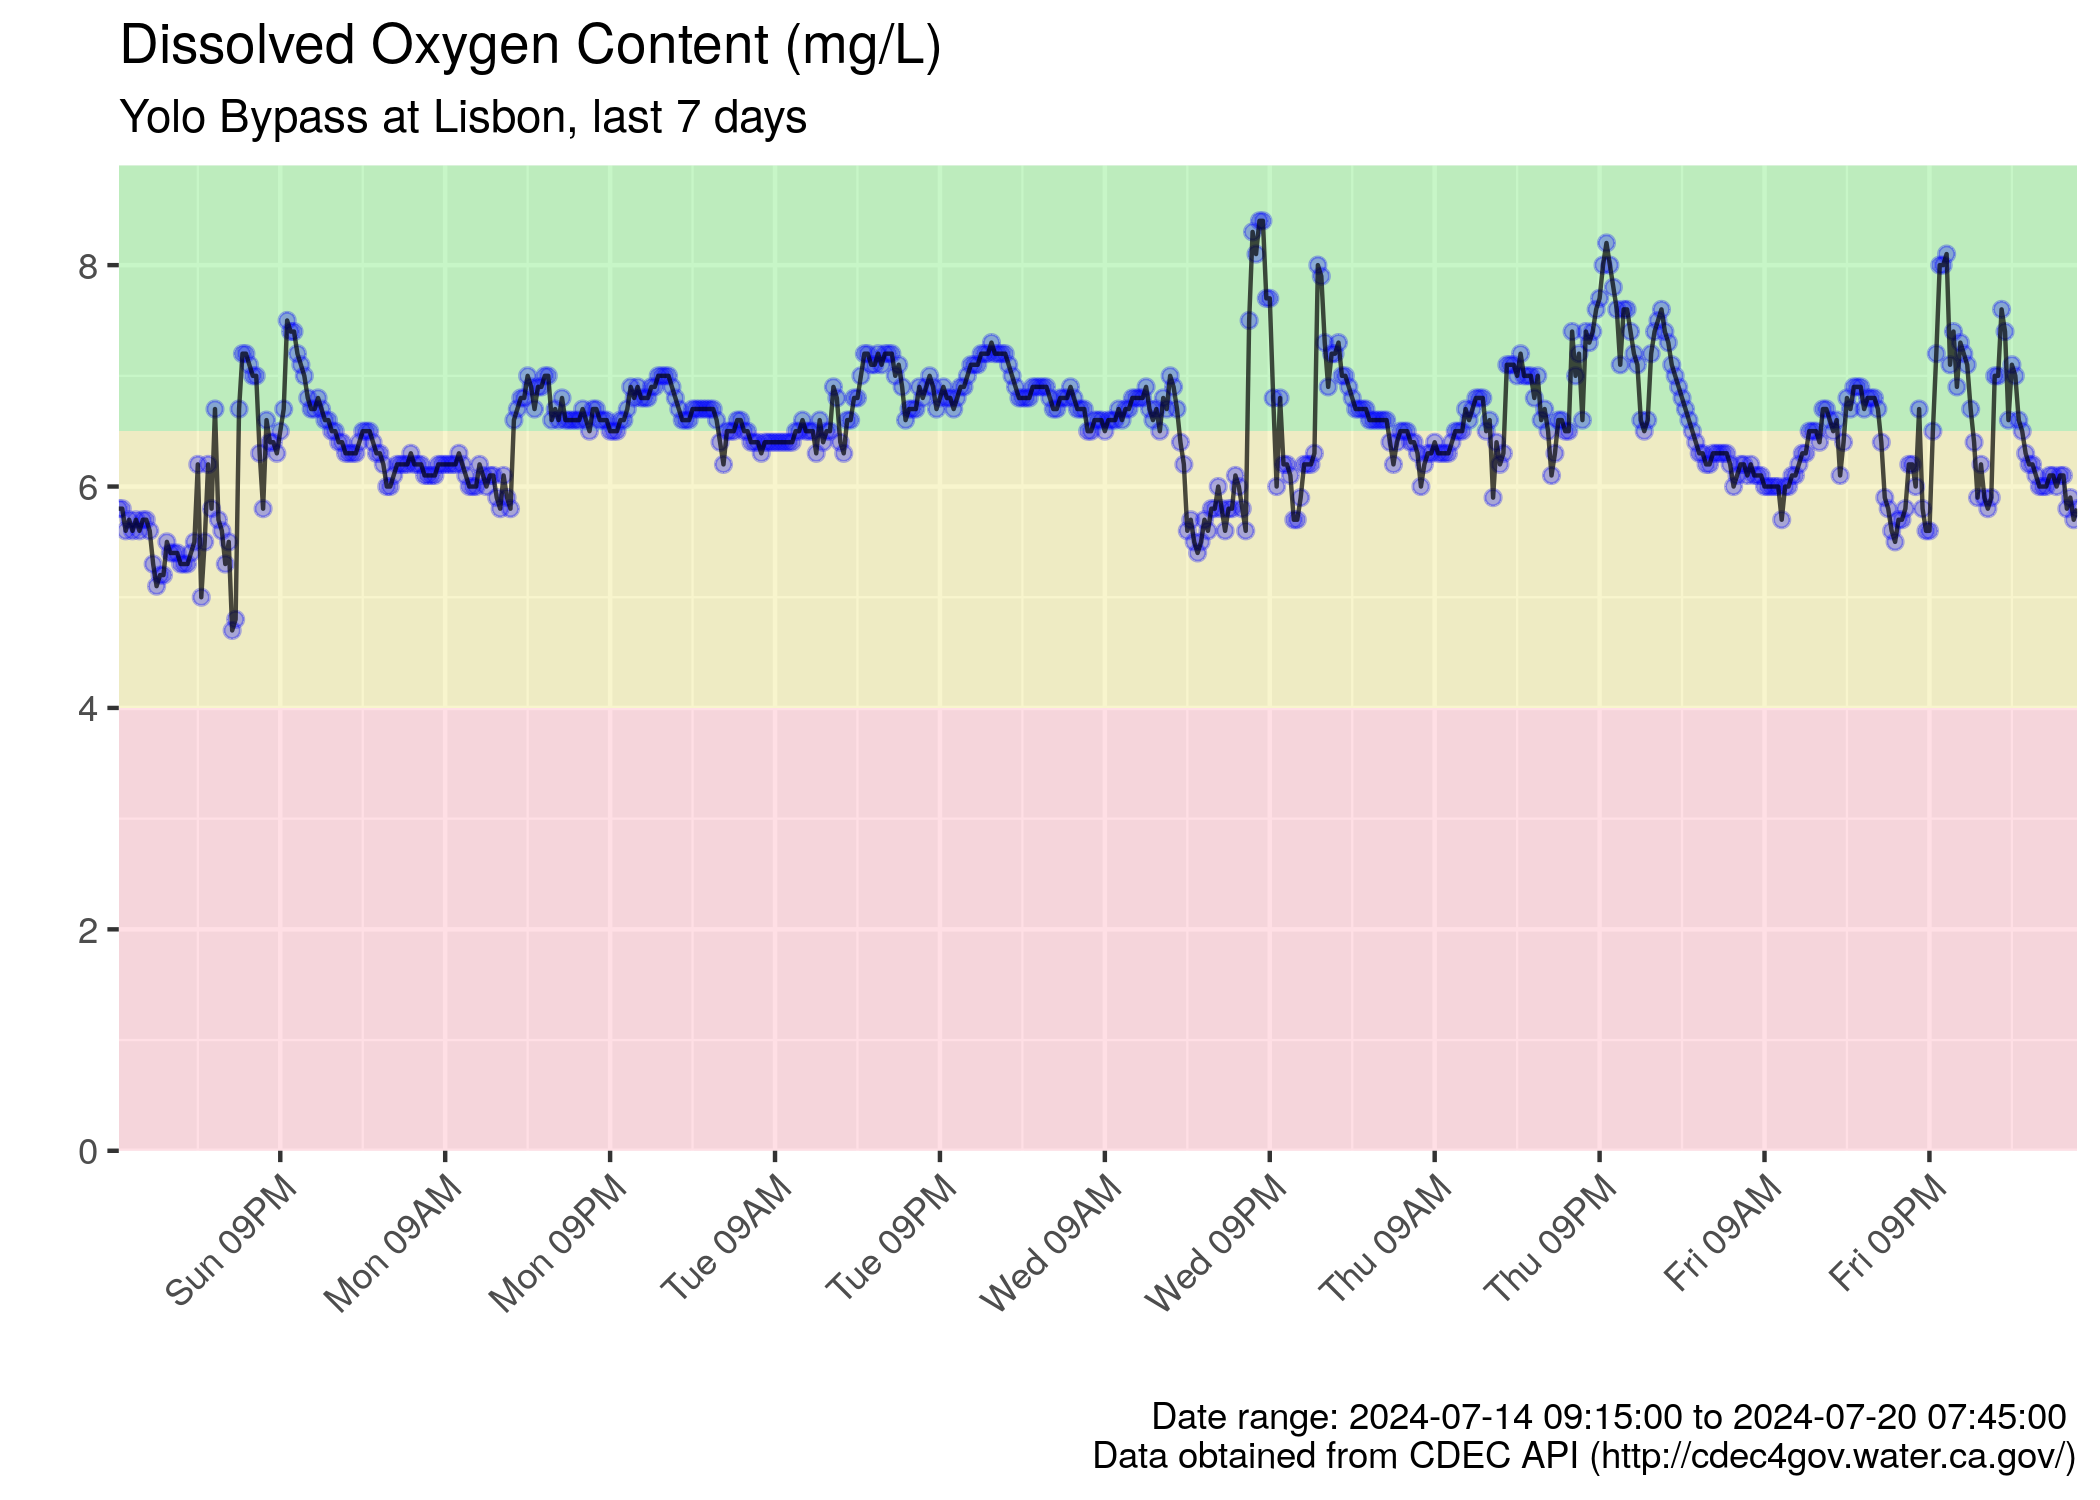 Dissolved Oxygen Content (mg/L)
Yolo Bypass at Lisbon, last 7 days
8
6
4
2
0
Sun 09PM
Mon 09AM
Mon 09PM
Tue 09AM
Tue 09PM
Wed 09AM
Wed 09PM
Thu 09AM
Thu 09PM
Fri 09AM
Fri 09PM
Date range: 2024-07-14 09:15:00 to 2024-07-20 07:45:00
Data obtained from CDEC API (http://cdec4gov.water.ca.gov/)